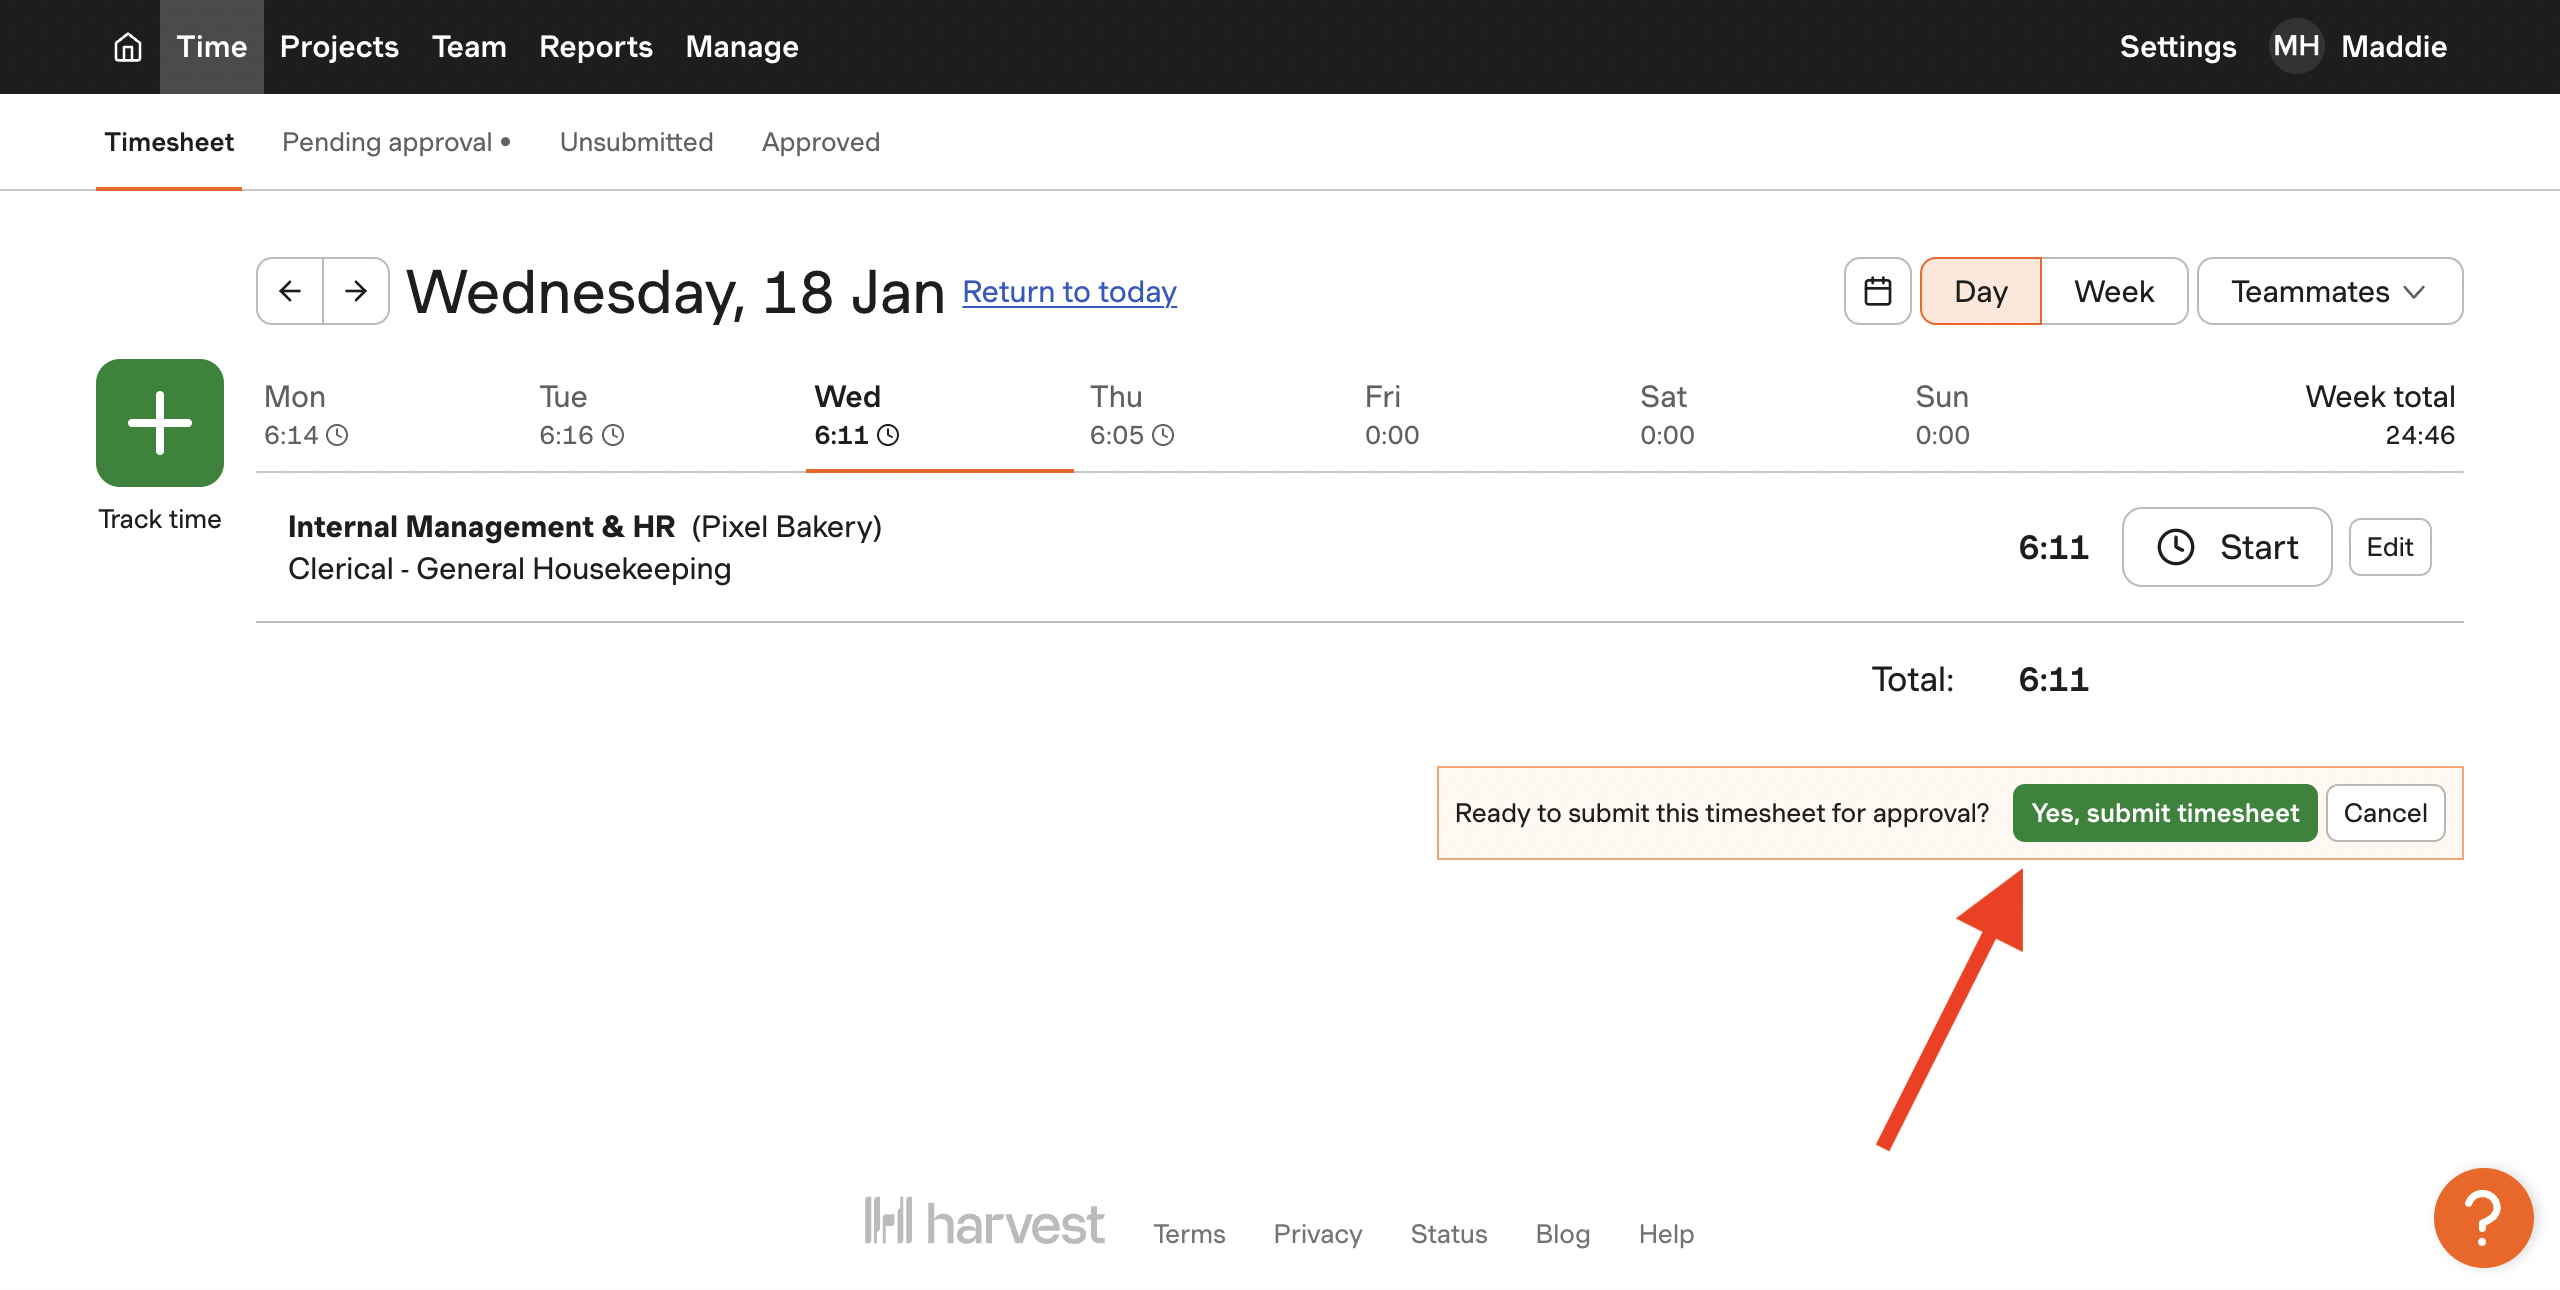 Time Projects Team Reports Manage Settings MH Maddie
Timesheet Pending approval • Unsubmitted Approved
Wednesday, 18 Jan Return to today Day Week Teammates
Mon Tue Wed Thu Fri Sat Sun Week total
6:14 6:16 6:11 6:05 0:00 0:00 0:00 24:46
Track time
Internal Management & HR (Pixel Bakery)
Clerical - General Housekeeping
6:11 Start Edit
Total: 6:11
Ready to submit this timesheet for approval? Yes, submit timesheet Cancel
harvest Terms Privacy Status Blog Help
?